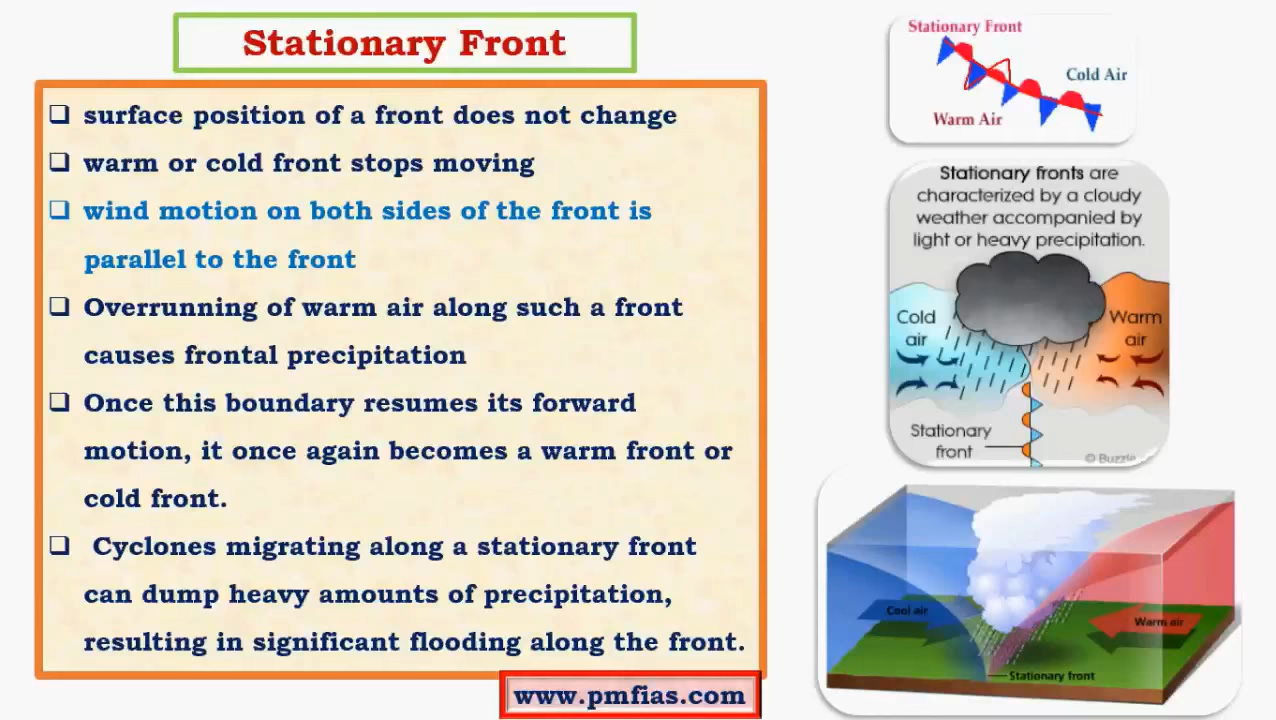 Stationary Front
❑ surface position of a front does not change
❑ warm or cold front stops moving
❑ wind motion on both sides of the front is
parallel to the front
❑ Overrunning of warm air along such a front
causes frontal precipitation
❑ Once this boundary resumes its forward
motion, it once again becomes a warm front or
cold front.
❑ Cyclones migrating along a stationary front
can dump heavy amounts of precipitation,
resulting in significant flooding along the front.
www.pmfias.com
Stationary Front
Cold Air
Warm Air
Stationary fronts are
characterized by a cloudy
weather accompanied by
light or heavy precipitation.
Cold
air
Warm
air
Stationary
front
© Buzzle
Cool air
Warm air
Stationary front